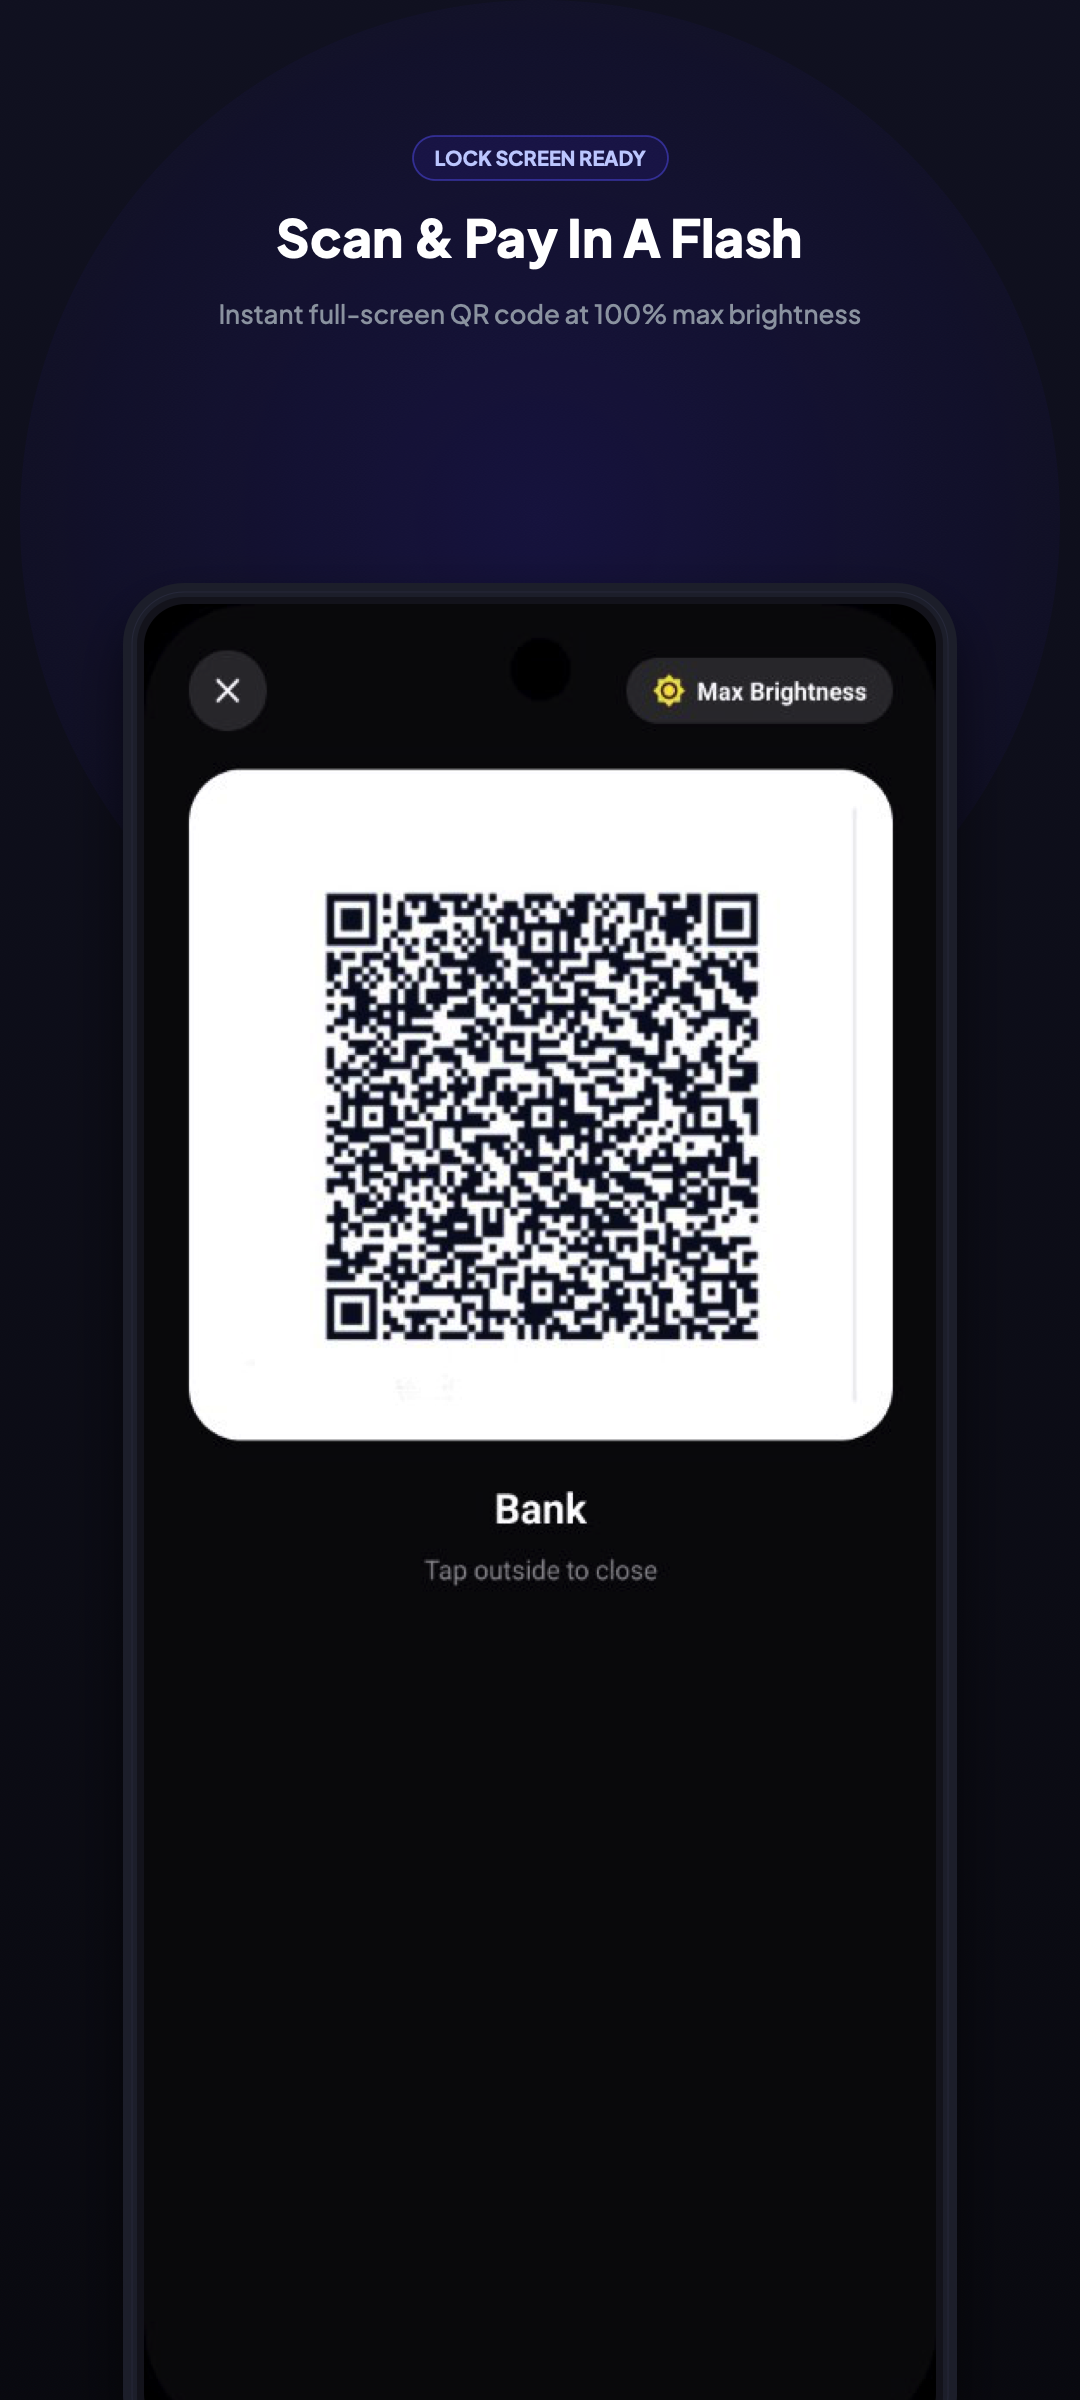 LOCK SCREEN READY
Scan & Pay In A Flash
Instant full-screen QR code at 100% max brightness
Max Brightness
Bank
Tap outside to close